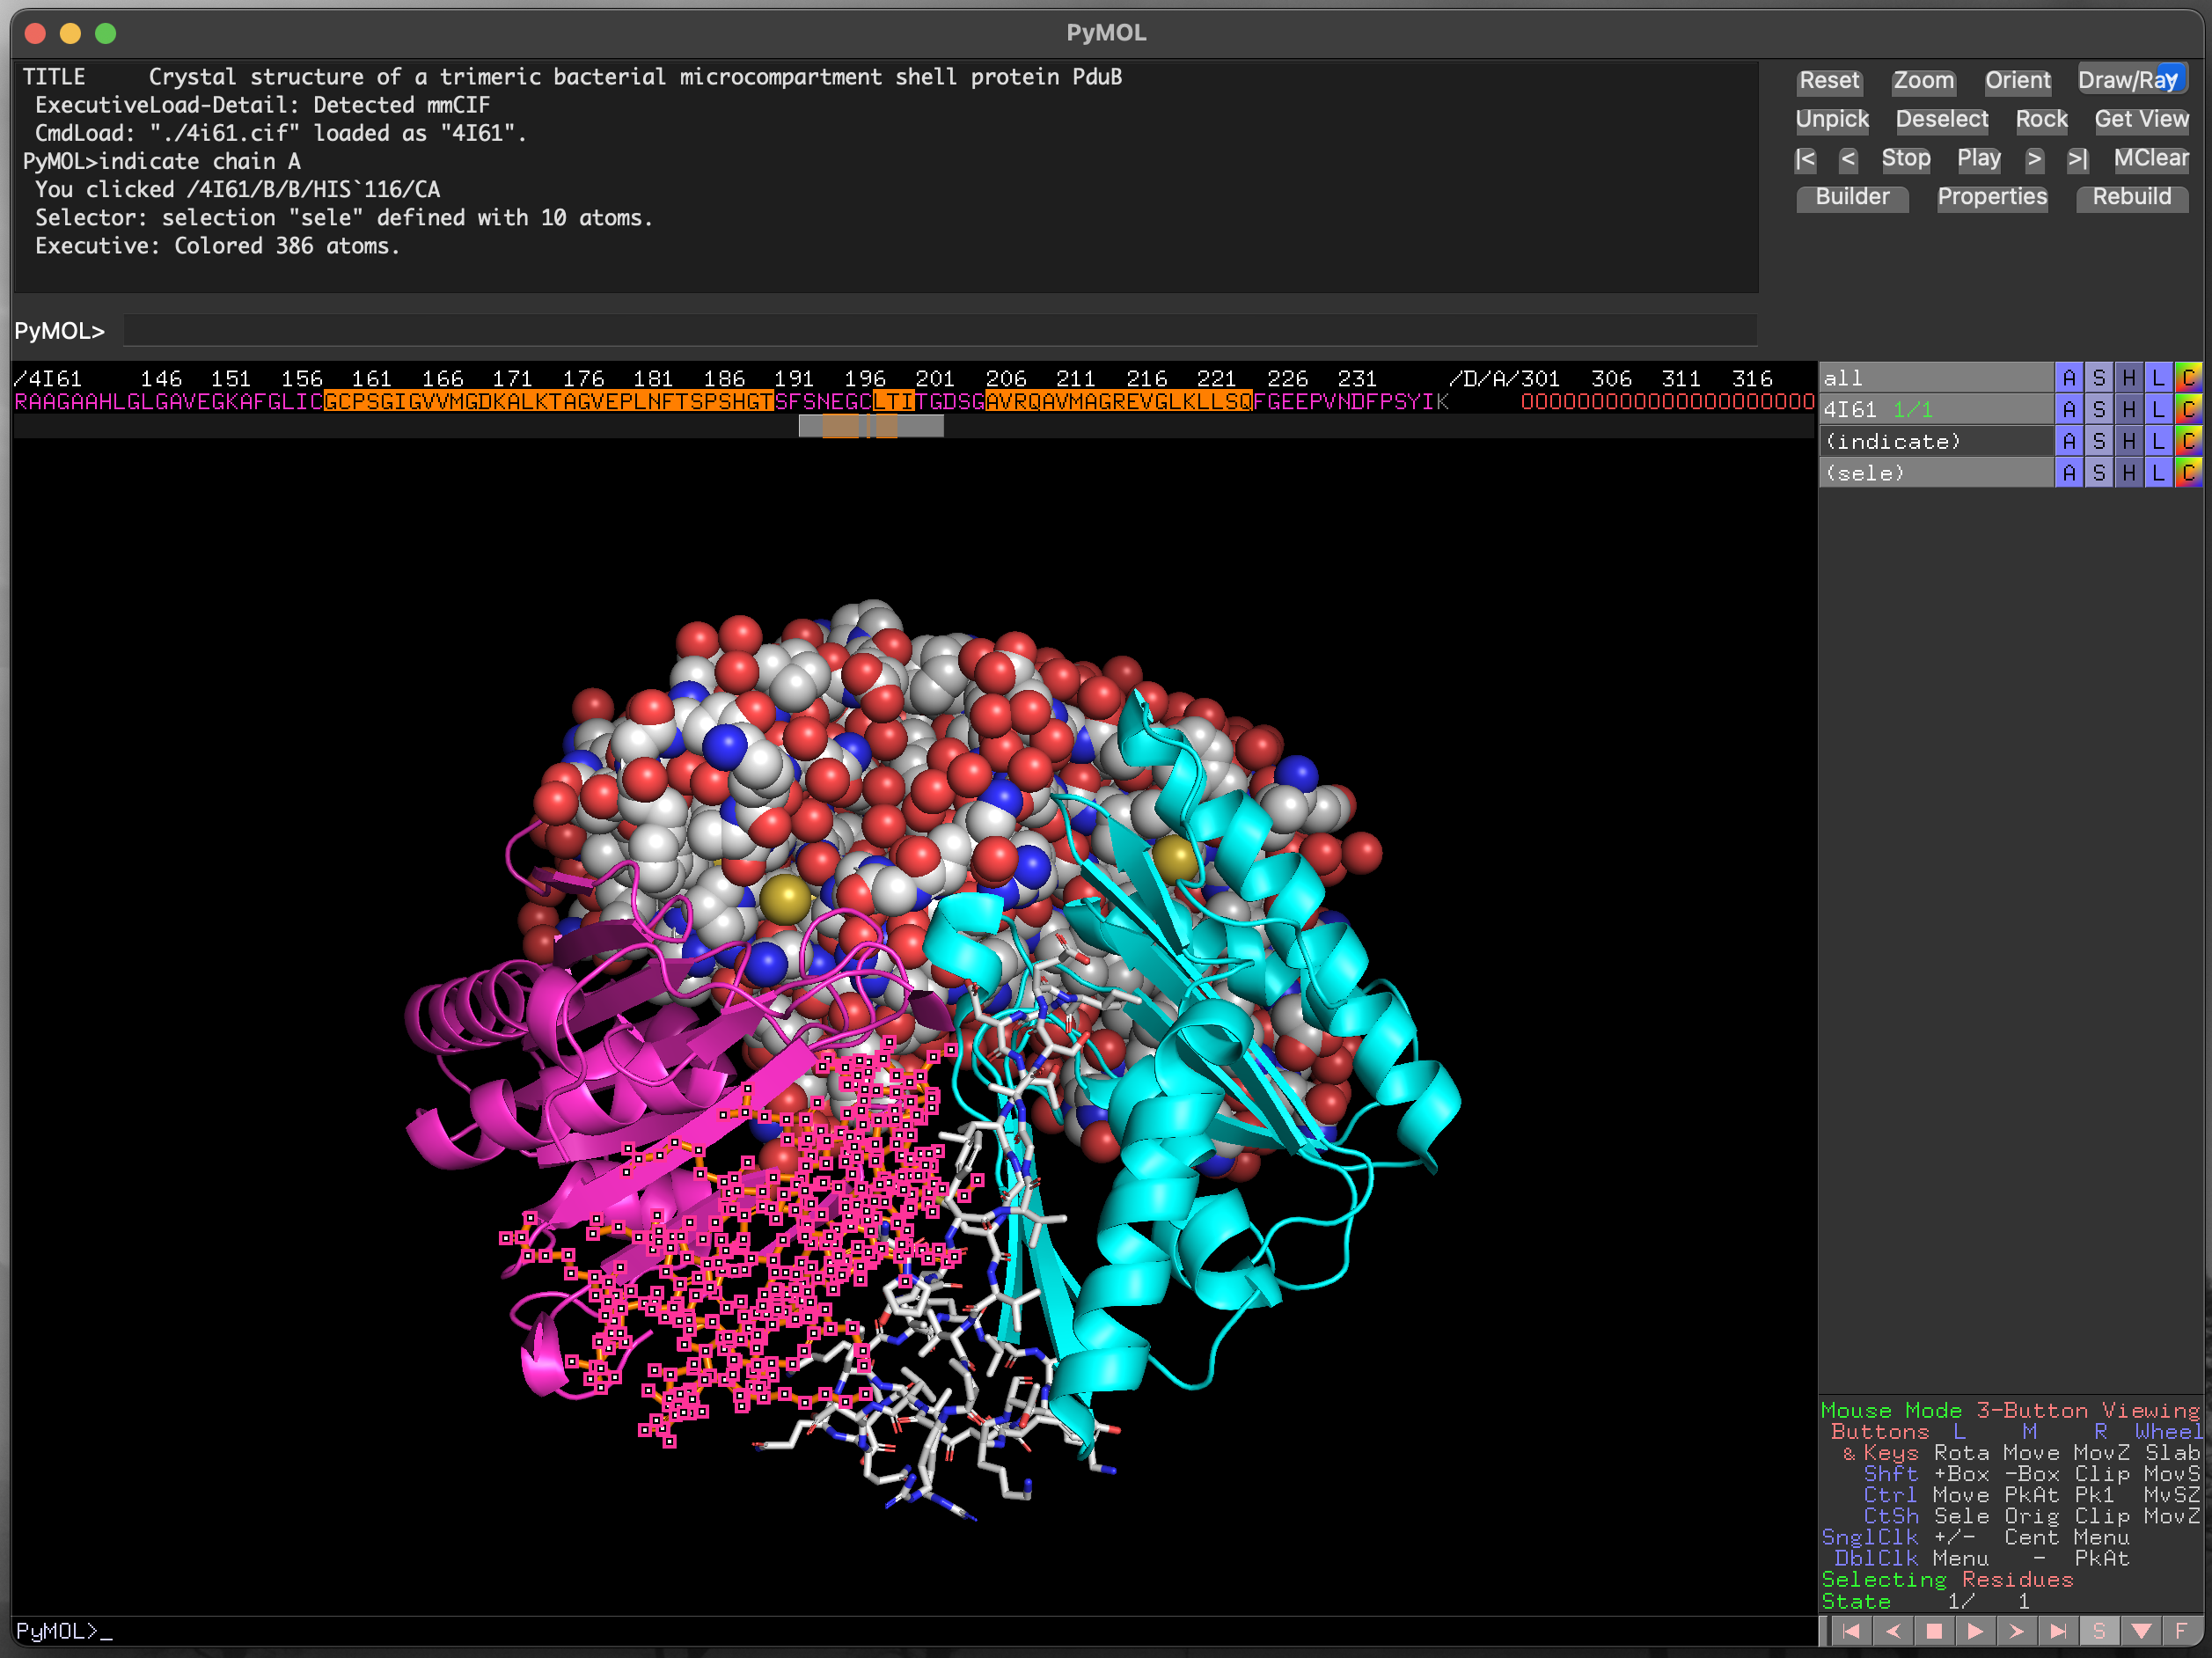 PyMOL
TITLE     Crystal structure of a trimeric bacterial microcompartment shell protein PduB
 ExecutiveLoad-Detail: Detected mmCIF
 CmdLoad: "./4i61.cif" loaded as "4I61".
PyMOL>indicate chain A
 You clicked /4I61/B/B/HIS`116/CA
 Selector: selection "sele" defined with 10 atoms.
 Executive: Colored 386 atoms.
Reset Zoom Orient Draw/Ray
Unpick Deselect Rock Get View
|< < Stop Play > >| MClear
Builder Properties Rebuild
PyMOL>
/4I61 146 151 156 161 166 171 176 181 186 191 196 201 206 211 216 221 226 231 /D/A/301 306 311 316
RAAGAAHLGLGAVEGKAFGLICGCPSGIGVVMGDKALKTAGVEPLNFTSPSHGTSFSNEGCLTITGDSGAVRQAVMAGREVGLKLLSQFGEEPVNDFPSYIK OOOOOOOOOOOOOOOOOOOOO
all A S H L C
4I61 1/1 A S H L C
(indicate) A S H L C
(sele) A S H L C
Mouse Mode 3-Button Viewing
Buttons L M R Wheel
& Keys Rota Move MovZ Slab
Shft +Box -Box Clip MovS
Ctrl Move PkAt Pk1 MvSZ
CtSh Sele Orig Clip MovZ
SnglClk +/- Cent Menu
DblClk Menu - PkAt
Selecting Residues
State 1/ 1
PyMOL>_
S F